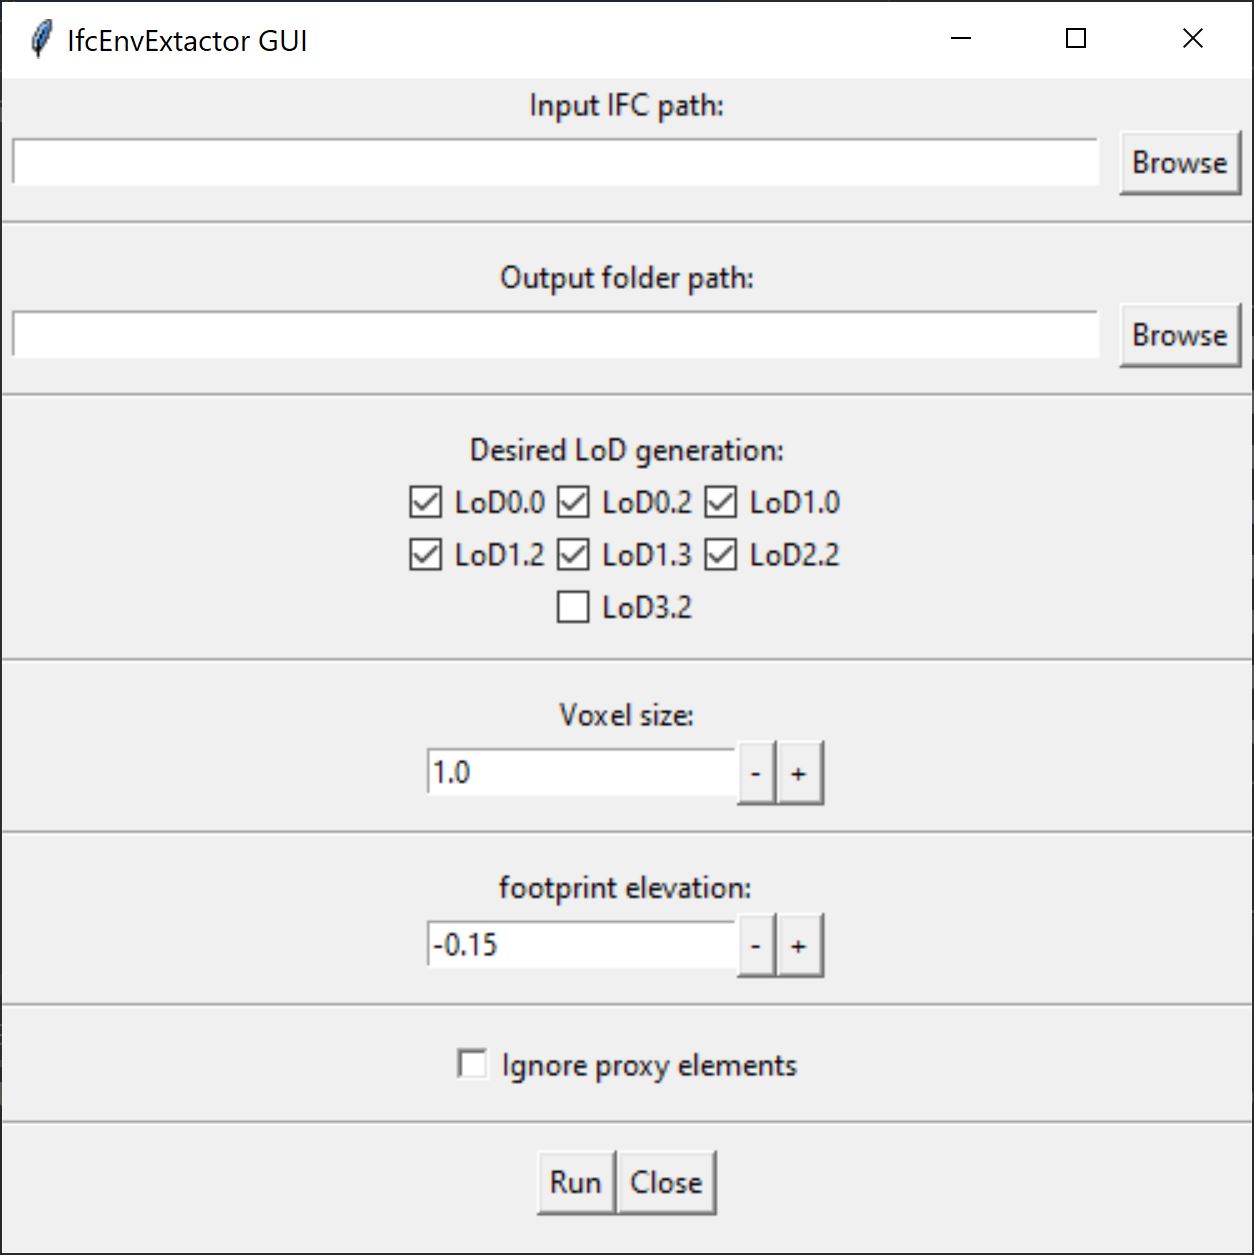 IfcEnvExtactor GUI
Input IFC path:
Browse
Output folder path:
Browse
Desired LoD generation:
LoD0.0 LoD0.2 LoD1.0
LoD1.2 LoD1.3 LoD2.2
LoD3.2
Voxel size:
1.0 - +
footprint elevation:
-0.15 - +
Ignore proxy elements
Run Close